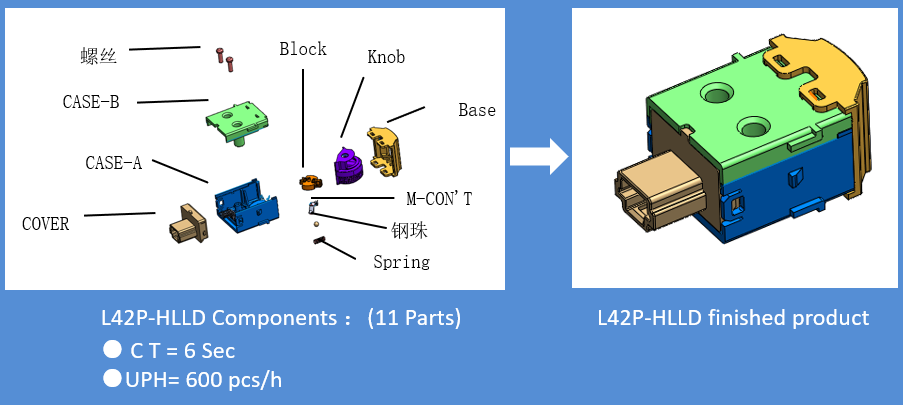 螺丝
Block
Knob
CASE-B
Base
CASE-A
M-CON'T
COVER
钢珠
Spring
L42P-HLLD Components： (11 Parts)
C T = 6 Sec
UPH= 600 pcs/h
L42P-HLLD finished product